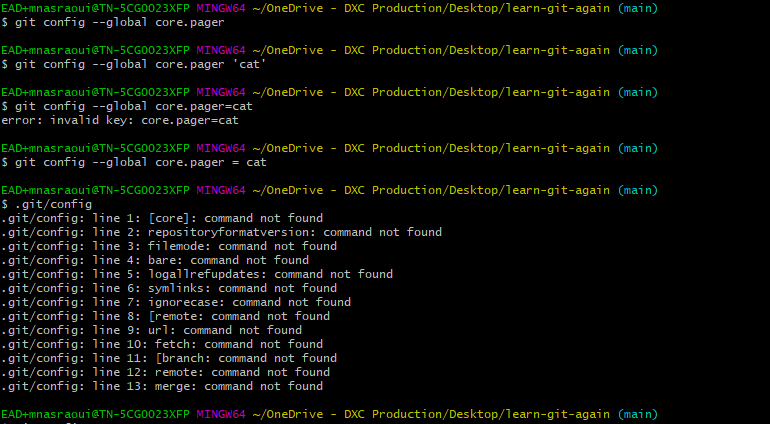 EAD+mnasraoui@TN-5CG0023XFP MINGW64 ~/OneDrive - DXC Production/Desktop/learn-git-again (main)
$ git config --global core.pager
EAD+mnasraoui@TN-5CG0023XFP MINGW64 ~/OneDrive - DXC Production/Desktop/learn-git-again (main)
$ git config --global core.pager 'cat'
EAD+mnasraoui@TN-5CG0023XFP MINGW64 ~/OneDrive - DXC Production/Desktop/learn-git-again (main)
$ git config --global core.pager=cat
error: invalid key: core.pager=cat
EAD+mnasraoui@TN-5CG0023XFP MINGW64 ~/OneDrive - DXC Production/Desktop/learn-git-again (main)
$ git config --global core.pager = cat
EAD+mnasraoui@TN-5CG0023XFP MINGW64 ~/OneDrive - DXC Production/Desktop/learn-git-again (main)
$ .git/config
.git/config: line 1: [core]: command not found
.git/config: line 2: repositoryformatversion: command not found
.git/config: line 3: filemode: command not found
.git/config: line 4: bare: command not found
.git/config: line 5: logallrefupdates: command not found
.git/config: line 6: symlinks: command not found
.git/config: line 7: ignorecase: command not found
.git/config: line 8: [remote: command not found
.git/config: line 9: url: command not found
.git/config: line 10: fetch: command not found
.git/config: line 11: [branch: command not found
.git/config: line 12: remote: command not found
.git/config: line 13: merge: command not found
EAD+mnasraoui@TN-5CG0023XFP MINGW64 ~/OneDrive - DXC Production/Desktop/learn-git-again (main)